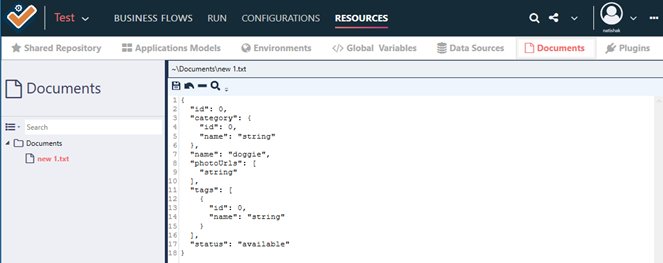 Test BUSINESS FLOWS RUN CONFIGURATIONS RESOURCES
netishak
Shared Repository Applications Models Environments </> Global Variables Data Sources Documents Plugins
Documents
~\Documents\new 1.txt
Search
Documents
new 1.txt
1 {
2 "id": 0,
3 "category": {
4 "id": 0,
5 "name": "string"
6 },
7 "name": "doggie",
8 "photoUrls": [
9 "string"
10 ],
11 "tags": [
12 {
13 "id": 0,
14 "name": "string"
15 }
16 ],
17 "status": "available"
18 }